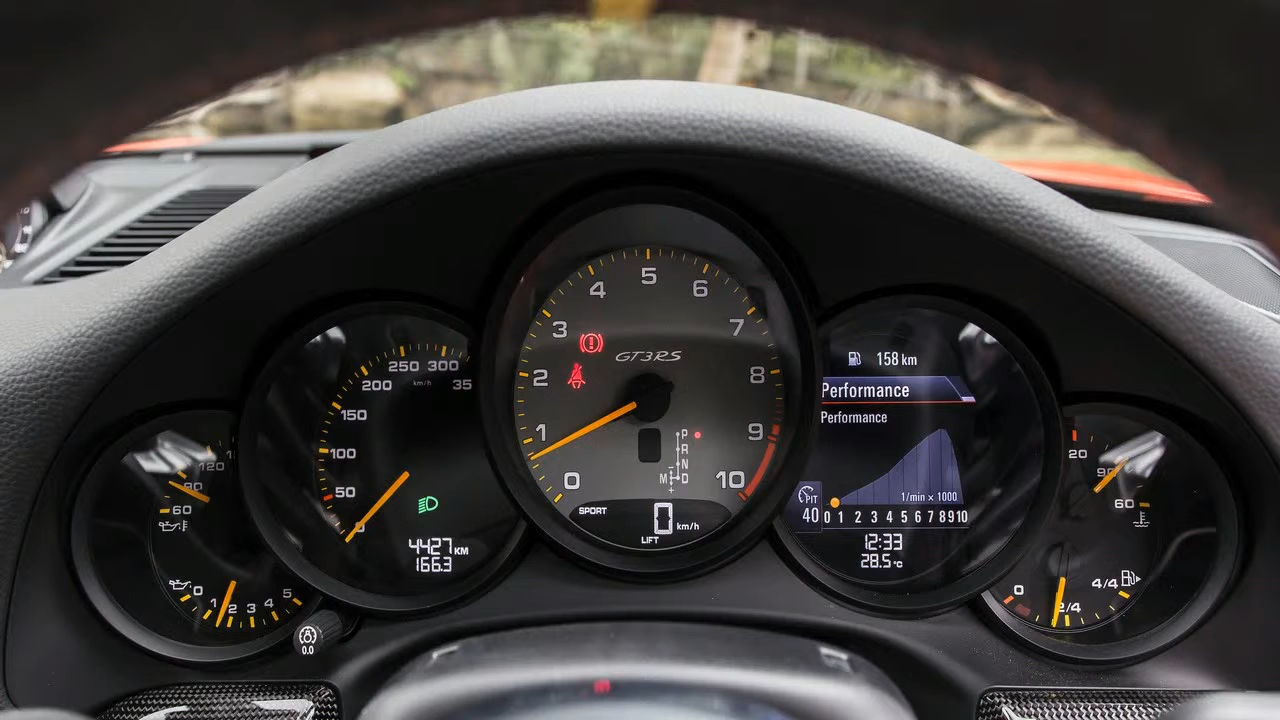 120
90
60
0 1 2 3 4 5
50
100
150
200
250
300
35
km/h
4427 KM
166.3
0.0
0
1
2
3
4
5
6
7
8
9
10
GT3RS
P
R
N
M D
+
SPORT
0 km/h
LIFT
158 km
Performance
Performance
1/min x 1000
PIT
40
0 1 2 3 4 5 6 7 8 9 10
12:33
28.5 °C
20
90
60
0
2/4
4/4